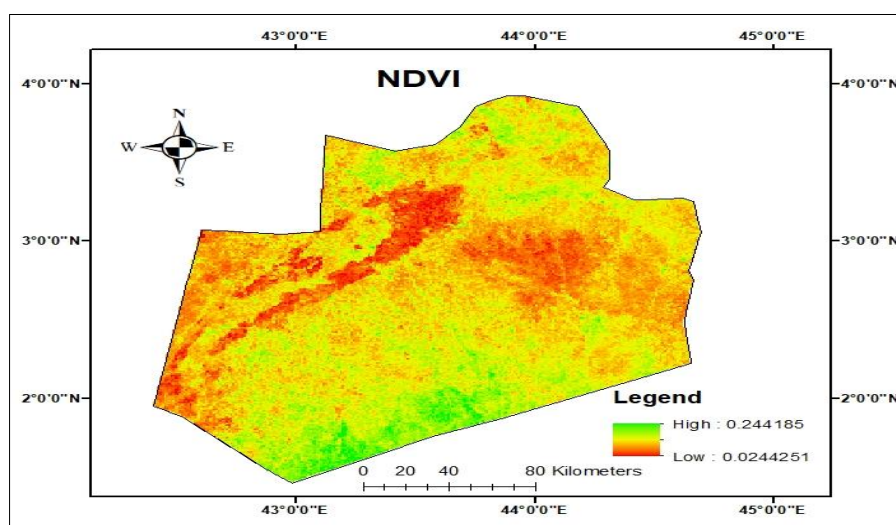 43°0'0"E 44°0'0"E 45°0'0"E
4°0'0"N 4°0'0"N
NDVI
N
W E
S
3°0'0"N 3°0'0"N
2°0'0"N 2°0'0"N
Legend
High : 0.244185
Low : 0.0244251
0 20 40 80 Kilometers
43°0'0"E 44°0'0"E 45°0'0"E